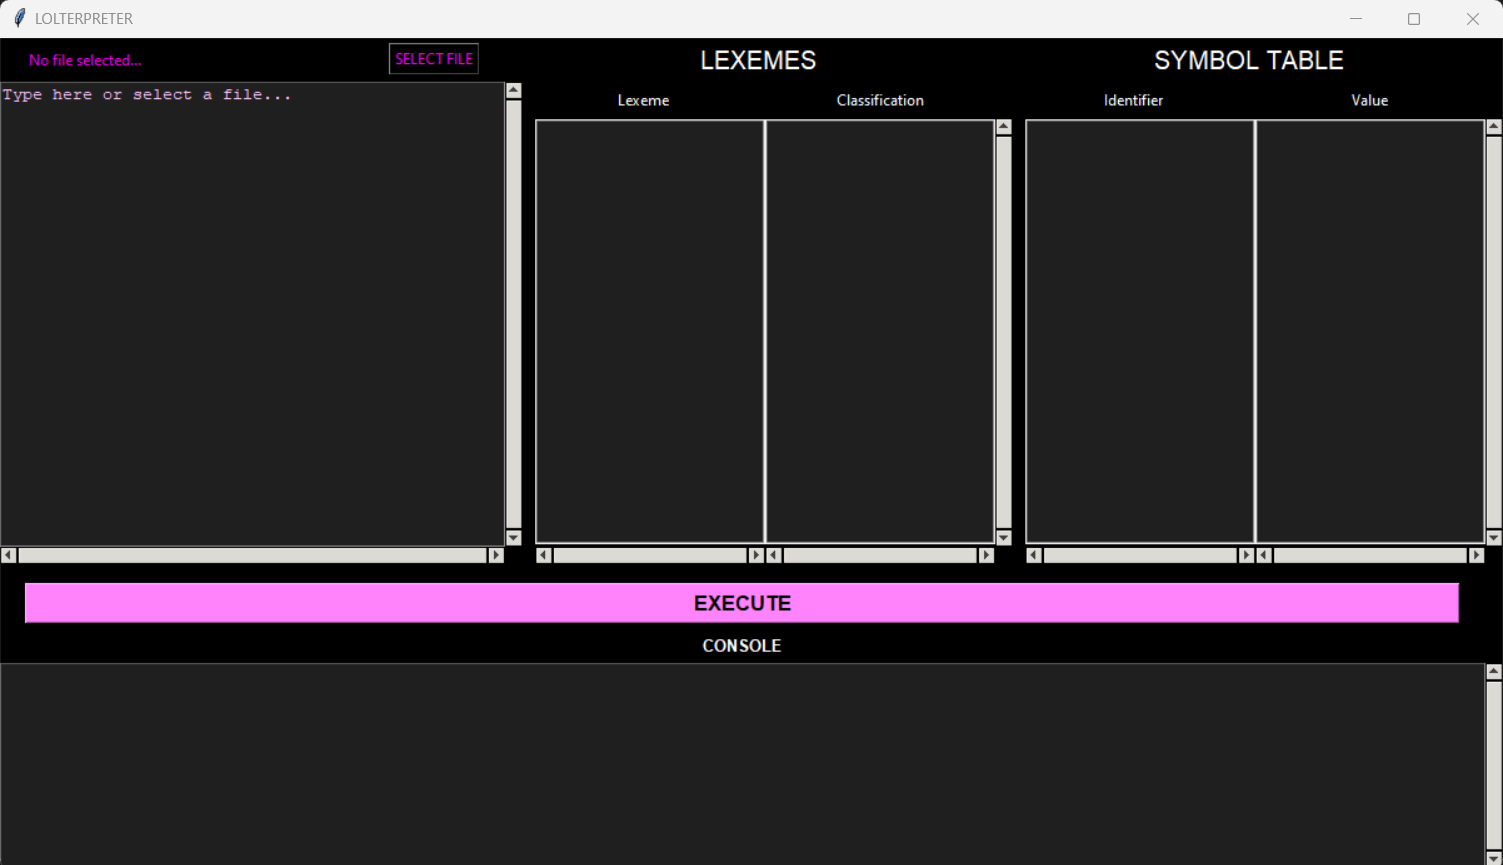 LOLTERPRETER
No file selected...
SELECT FILE
LEXEMES
SYMBOL TABLE
Type here or select a file...
Lexeme
Classification
Identifier
Value
EXECUTE
CONSOLE